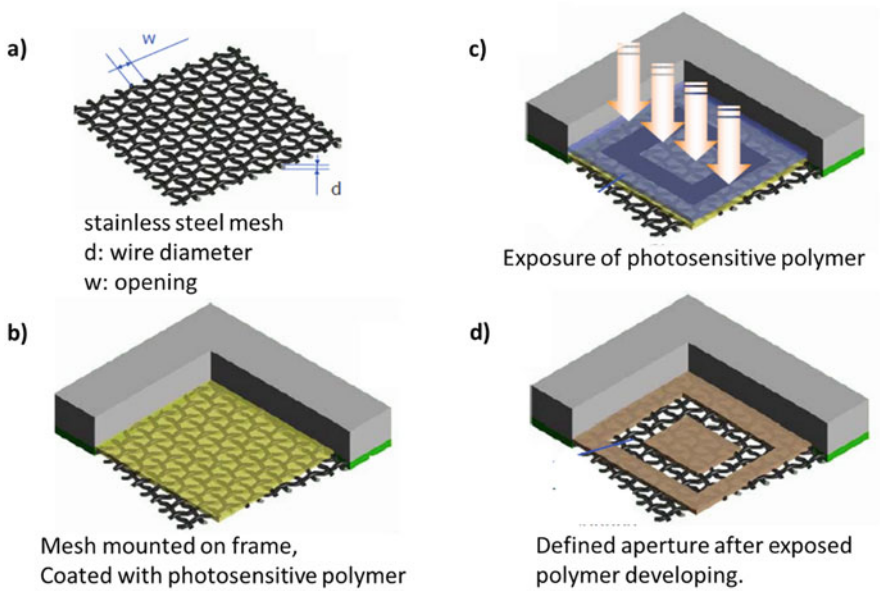 a)
w
d
stainless steel mesh
d: wire diameter
w: opening
b)
Mesh mounted on frame,
Coated with photosensitive polymer
c)
Exposure of photosensitive polymer
d)
Defined aperture after exposed
polymer developing.